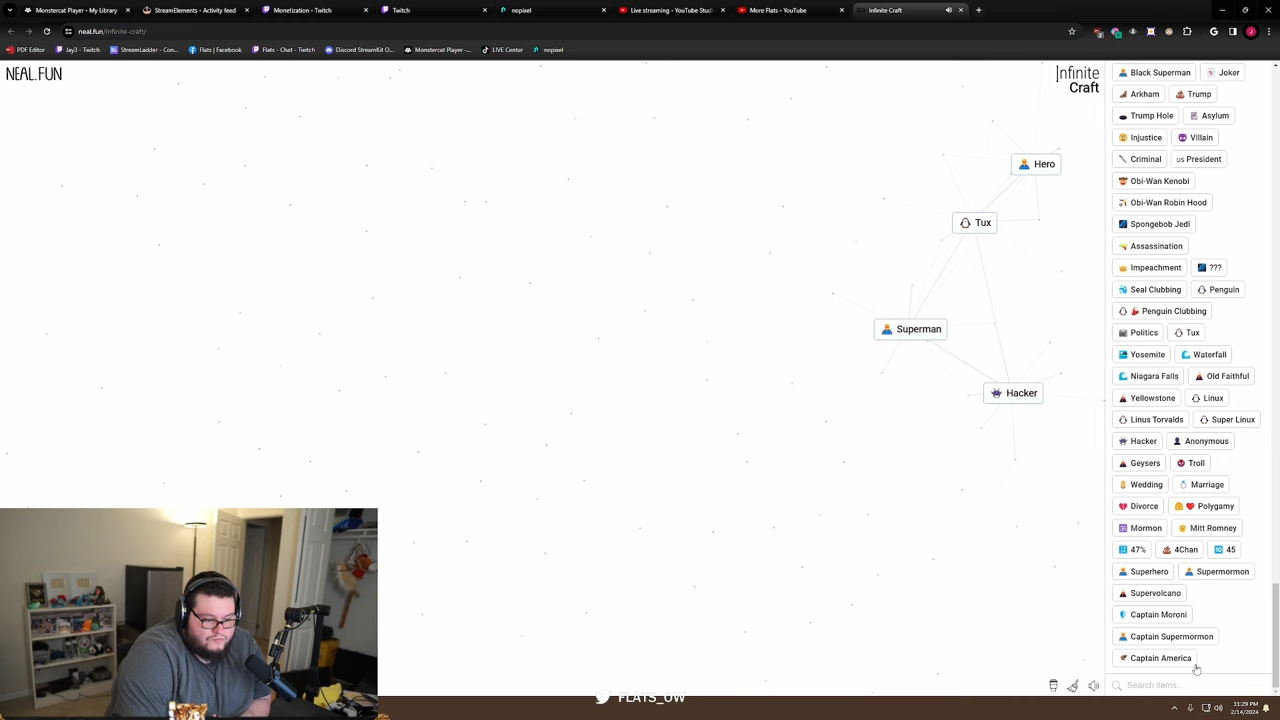 Monstercat Player - My Library
StreamElements - Activity feed
Monetization - Twitch
Twitch
nopixel
Live streaming - YouTube Stud
More Flats - YouTube
Infinite Craft
neal.fun/infinite-craft/
PDF Editor
Jay3 - Twitch
StreamLadder - Con...
Flats | Facebook
Flats - Chat - Twitch
Discord StreamKit O...
Monstercat Player -...
LIVE Center
nopixel
NEAL.FUN
Infinite
Craft
Hero
Tux
Superman
Hacker
Black Superman
Joker
Arkham
Trump
Trump Hole
Asylum
Injustice
Villain
Criminal
US President
Obi-Wan Kenobi
Obi-Wan Robin Hood
Spongebob Jedi
Assassination
Impeachment
???
Seal Clubbing
Penguin
Penguin Clubbing
Politics
Tux
Yosemite
Waterfall
Niagara Falls
Old Faithful
Yellowstone
Linux
Linus Torvalds
Super Linux
Hacker
Anonymous
Geysers
Troll
Wedding
Marriage
Divorce
Polygamy
Mormon
Mitt Romney
47%
4Chan
45
Superhero
Supermormon
Supervolcano
Captain Moroni
Captain Supermormon
Captain America
Search items...
FLATS_OW
11:29 PM
2/14/2024